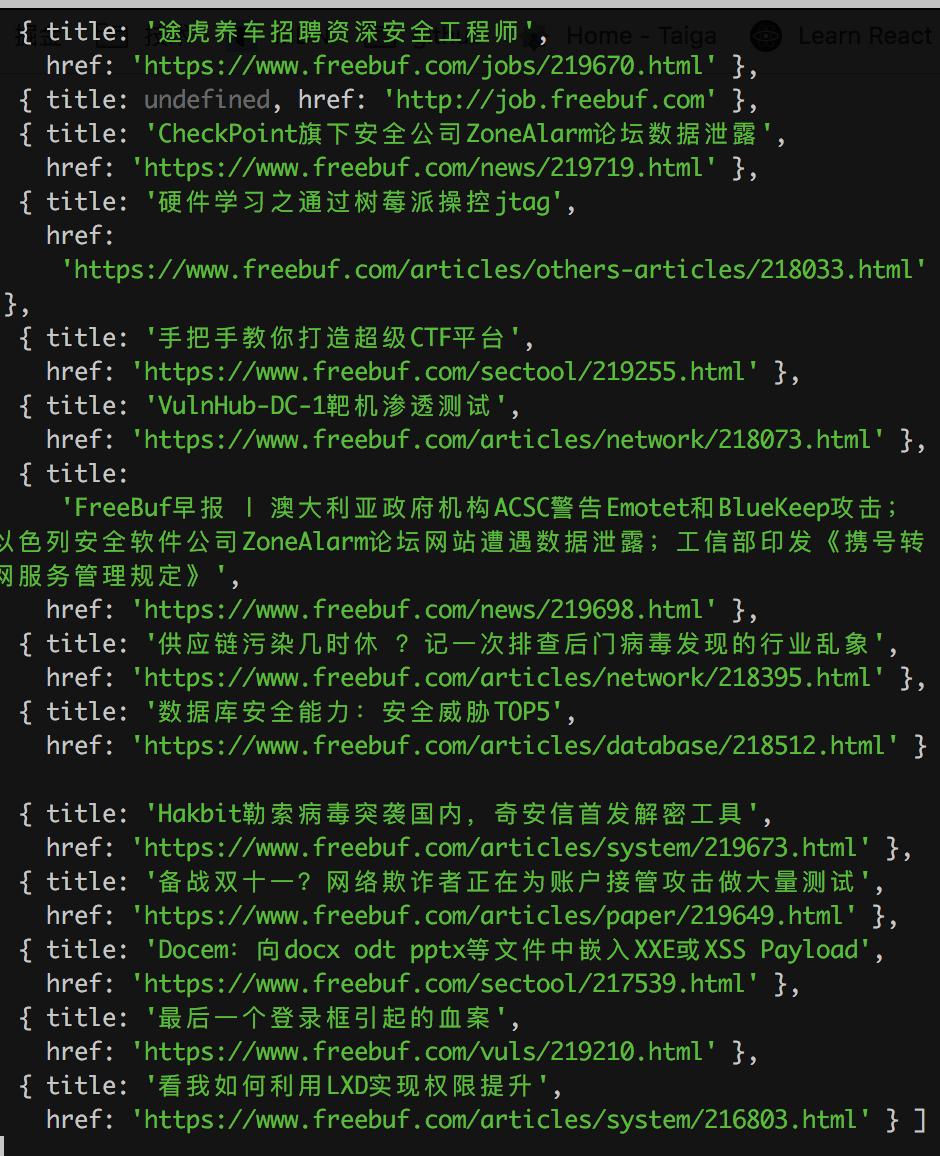 { title: '途虎养车招聘资深安全工程师',
Home - Taiga
Learn React
href: 'https://www.freebuf.com/jobs/219670.html' },
{ title: undefined, href: 'http://job.freebuf.com' },
{ title: 'CheckPoint旗下安全公司ZoneAlarm论坛数据泄露',
href: 'https://www.freebuf.com/news/219719.html' },
{ title: '硬件学习之通过树莓派操控jtag',
href:
'https://www.freebuf.com/articles/others-articles/218033.html'
},
{ title: '手把手教你打造超级CTF平台',
href: 'https://www.freebuf.com/sectool/219255.html' },
{ title: 'VulnHub-DC-1靶机渗透测试',
href: 'https://www.freebuf.com/articles/network/218073.html' },
{ title:
'FreeBuf早报 | 澳大利亚政府机构ACSC警告Emotet和BlueKeep攻击；
以色列安全软件公司ZoneAlarm论坛网站遭遇数据泄露；工信部印发《携号转
网服务管理规定》',
href: 'https://www.freebuf.com/news/219698.html' },
{ title: '供应链污染几时休 ？记一次排查后门病毒发现的行业乱象',
href: 'https://www.freebuf.com/articles/network/218395.html' },
{ title: '数据库安全能力：安全威胁TOP5',
href: 'https://www.freebuf.com/articles/database/218512.html' }
{ title: 'Hakbit勒索病毒突袭国内，奇安信首发解密工具',
href: 'https://www.freebuf.com/articles/system/219673.html' },
{ title: '备战双十一？网络欺诈者正在为账户接管攻击做大量测试',
href: 'https://www.freebuf.com/articles/paper/219649.html' },
{ title: 'Docem：向docx odt pptx等文件中嵌入XXE或XSS Payload',
href: 'https://www.freebuf.com/sectool/217539.html' },
{ title: '最后一个登录框引起的血案',
href: 'https://www.freebuf.com/vuls/219210.html' },
{ title: '看我如何利用LXD实现权限提升',
href: 'https://www.freebuf.com/articles/system/216803.html' } ]